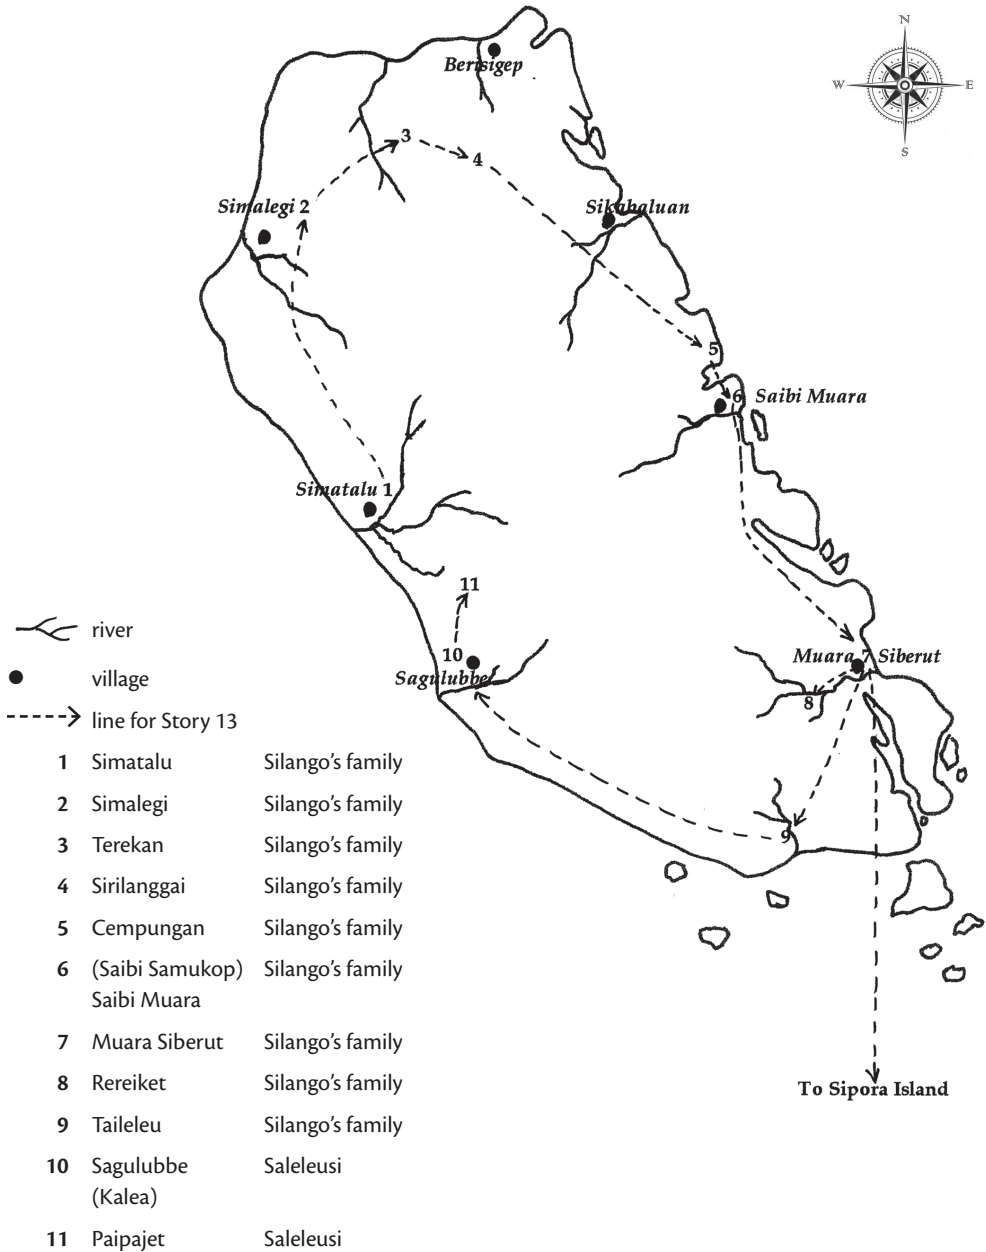 N
W E
S
Berisigep
3
4
Simalegi 2
Sikahaluan
5
6 Saibi Muara
Simatalu 1
11
10
Sagulubbe
Muara 7 Siberut
8
9
To Sipora Island
river
village
line for Story 13
1 Simatalu Silango's family
2 Simalegi Silango's family
3 Terekan Silango's family
4 Sirilanggai Silango's family
5 Cempungan Silango's family
6 (Saibi Samukop) Silango's family
Saibi Muara
7 Muara Siberut Silango's family
8 Rereiket Silango's family
9 Taileleu Silango's family
10 Sagulubbe Saleleusi
(Kalea)
11 Paipajet Saleleusi